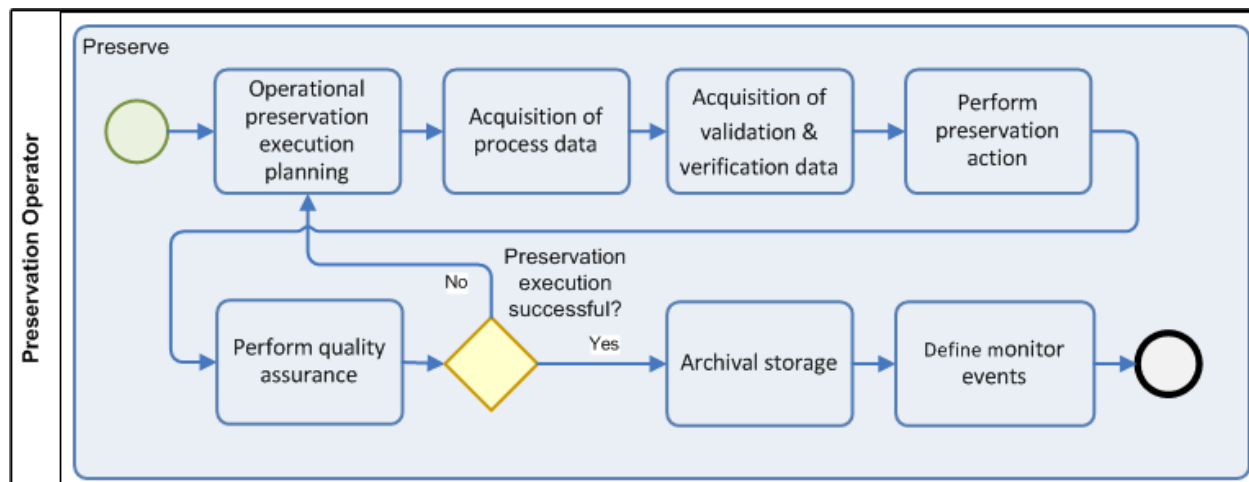 Preservation Operator
Preserve
Operational
preservation
execution
planning
Acquisition of
process data
Acquisition of
validation &
verification data
Perform
preservation
action
Preservation
execution
successful?
No
Yes
Perform quality
assurance
Archival storage
Define monitor
events